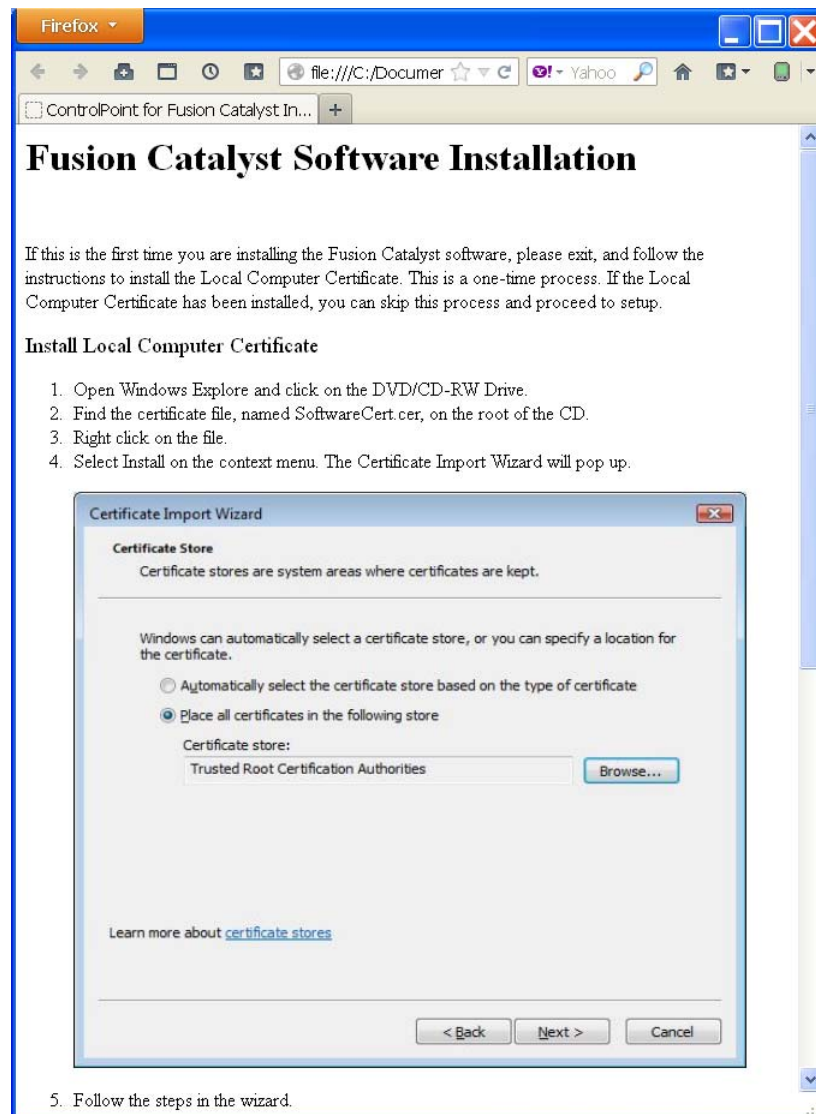 Firefox
file:///C:/Documer
Yahoo
ControlPoint for Fusion Catalyst In...
Fusion Catalyst Software Installation
If this is the first time you are installing the Fusion Catalyst software, please exit, and follow the
instructions to install the Local Computer Certificate. This is a one-time process. If the Local
Computer Certificate has been installed, you can skip this process and proceed to setup.
Install Local Computer Certificate
1. Open Windows Explore and click on the DVD/CD-RW Drive.
2. Find the certificate file, named SoftwareCert.cer, on the root of the CD.
3. Right click on the file.
4. Select Install on the context menu. The Certificate Import Wizard will pop up.
Certificate Import Wizard
Certificate Store
Certificate stores are system areas where certificates are kept.
Windows can automatically select a certificate store, or you can specify a location for
the certificate.
Automatically select the certificate store based on the type of certificate
Place all certificates in the following store
Certificate store:
Trusted Root Certification Authorities
Browse...
Learn more about certificate stores
< Back
Next >
Cancel
5. Follow the steps in the wizard.